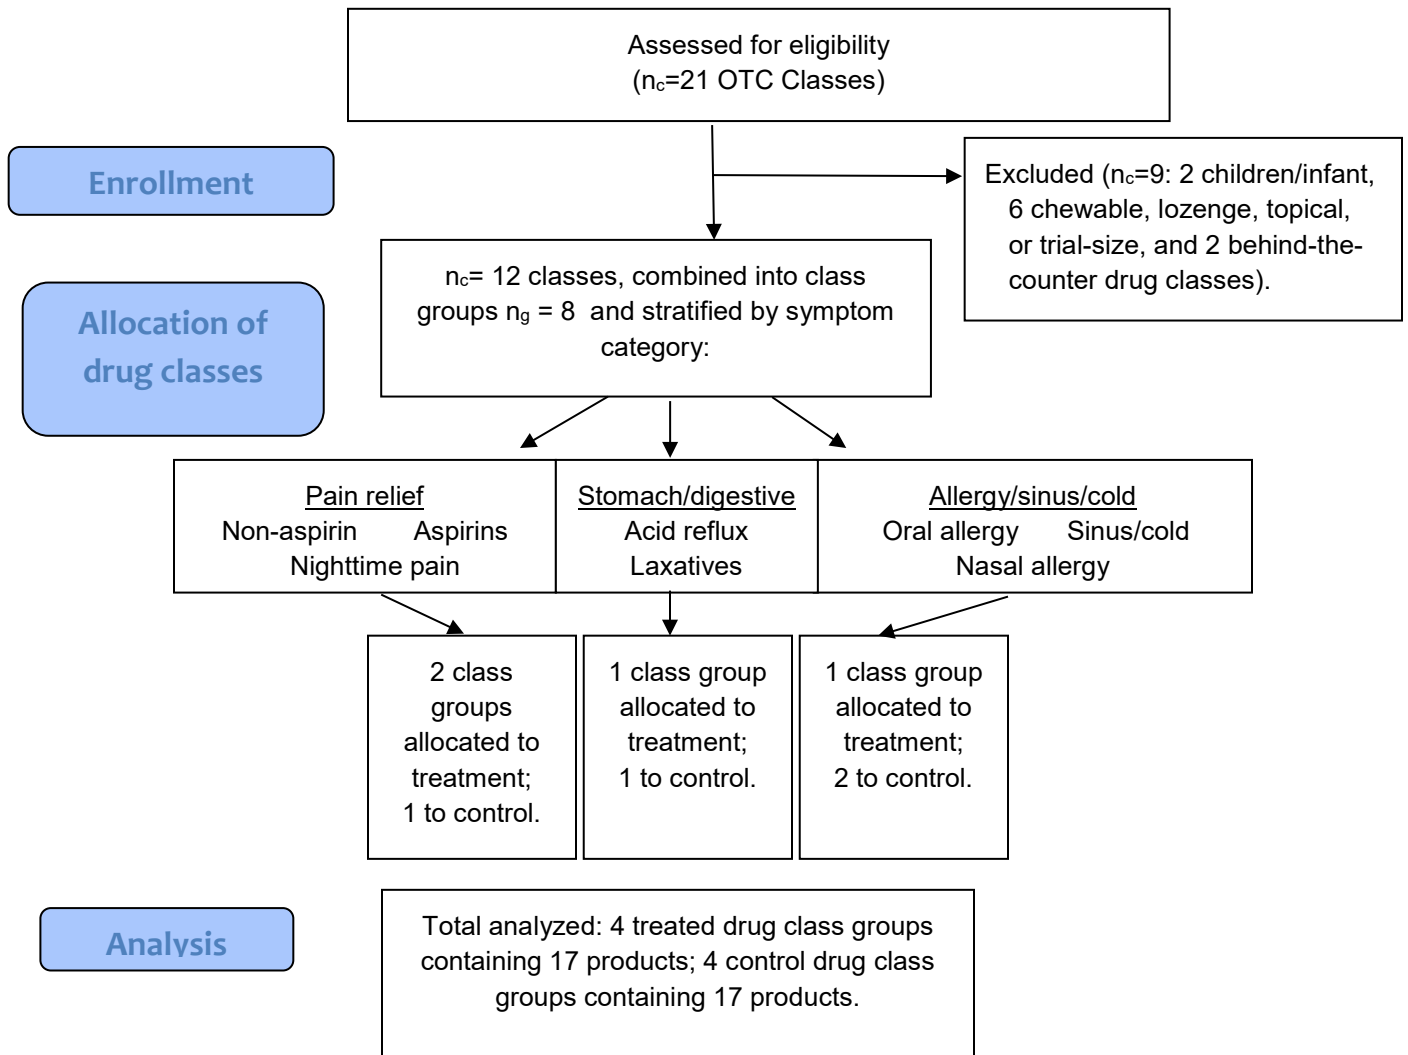 Assessed for eligibility
(nc=21 OTC Classes)
Enrollment
Excluded (nc=9: 2 children/infant,
6 chewable, lozenge, topical,
or trial-size, and 2 behind-the-
counter drug classes).
Allocation of
drug classes
nc= 12 classes, combined into class
groups ng = 8 and stratified by symptom
category:
Pain relief
Non-aspirin Aspirins
Nighttime pain
Stomach/digestive
Acid reflux
Laxatives
Allergy/sinus/cold
Oral allergy Sinus/cold
Nasal allergy
2 class
groups
allocated to
treatment;
1 to control.
1 class group
allocated to
treatment;
1 to control.
1 class group
allocated to
treatment;
2 to control.
Analysis
Total analyzed: 4 treated drug class groups
containing 17 products; 4 control drug class
groups containing 17 products.